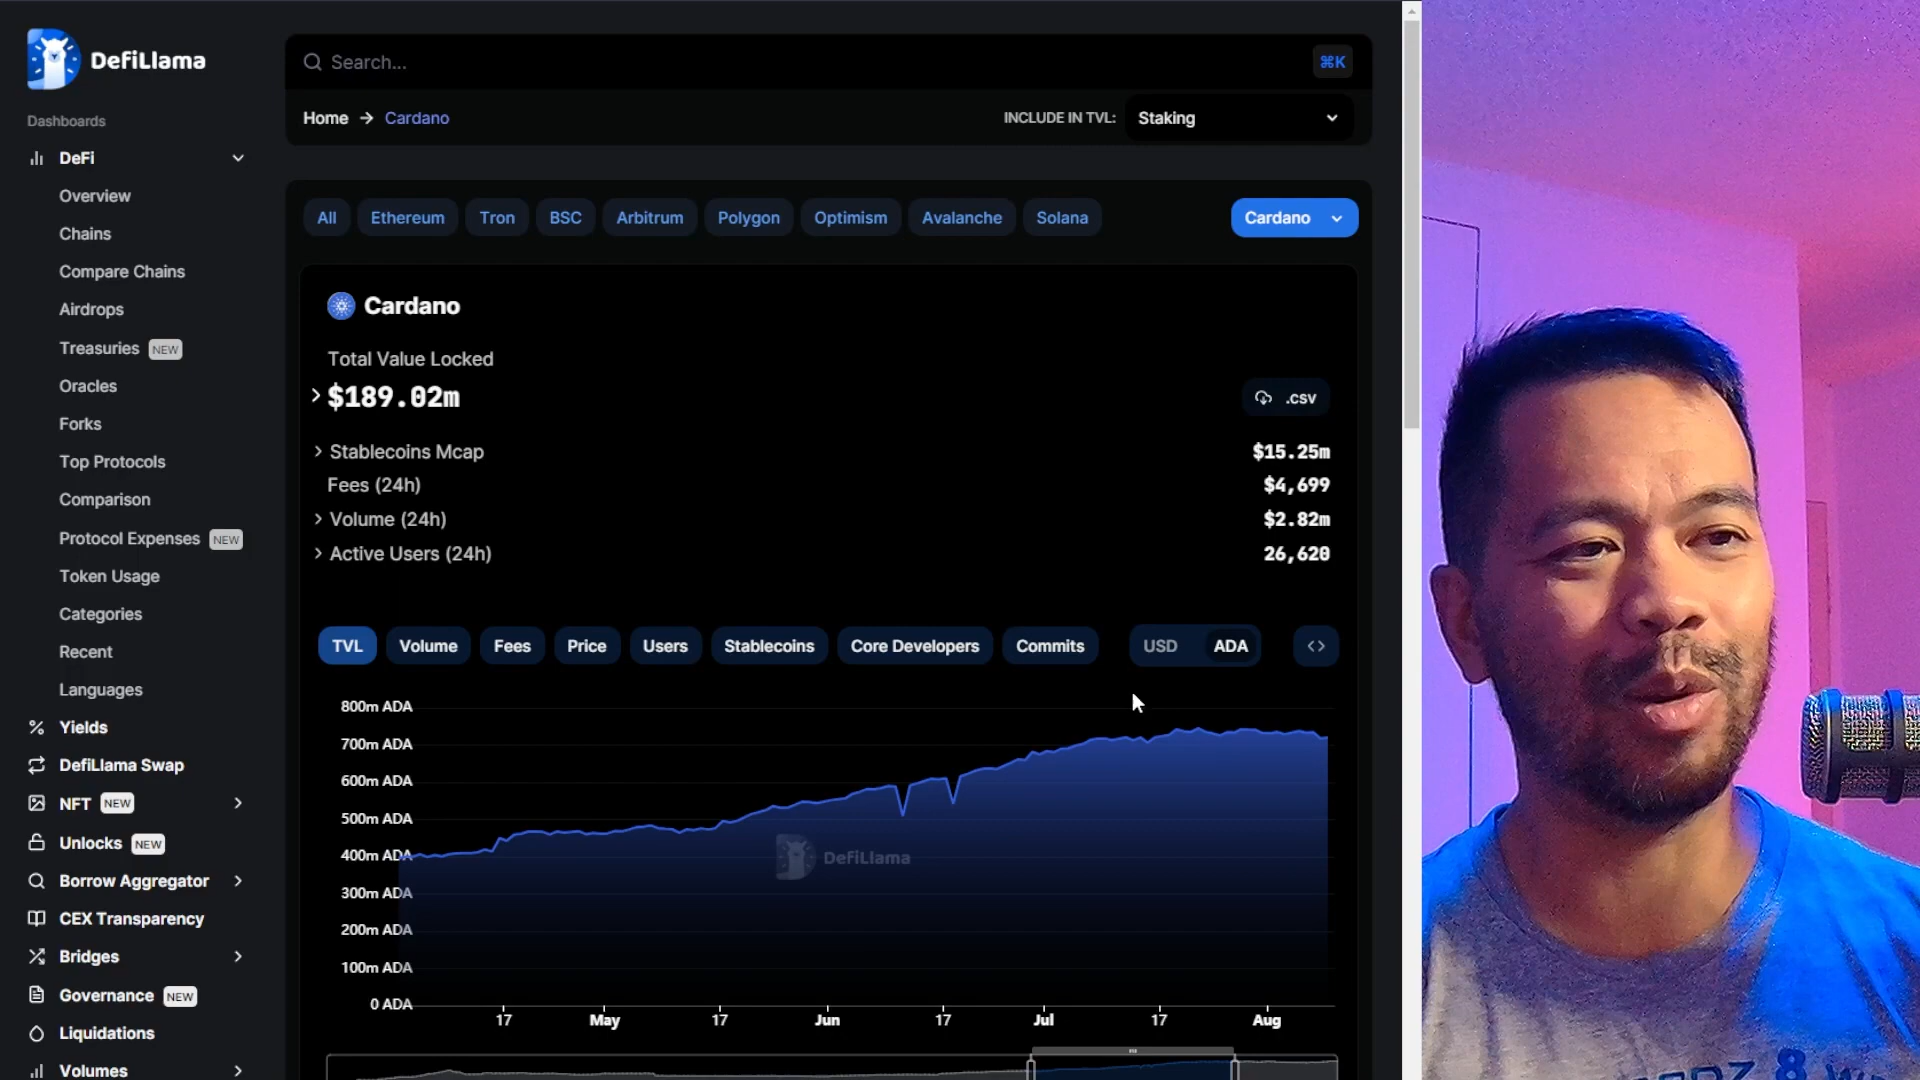 DefiLlama
Search...
⌘K
Home → Cardano
INCLUDE IN TVL:
Staking
Dashboards
DeFi
Overview
Chains
Compare Chains
Airdrops
Treasuries NEW
Oracles
Forks
Top Protocols
Comparison
Protocol Expenses NEW
Token Usage
Categories
Recent
Languages
Yields
DefiLlama Swap
NFT NEW
Unlocks NEW
Borrow Aggregator
CEX Transparency
Bridges
Governance NEW
Liquidations
Volumes
All Ethereum Tron BSC Arbitrum Polygon Optimism Avalanche Solana
Cardano
Cardano
Total Value Locked
$189.02m
.csv
Stablecoins Mcap $15.25m
Fees (24h) $4,699
Volume (24h) $2.82m
Active Users (24h) 26,620
TVL Volume Fees Price Users Stablecoins Core Developers Commits USD ADA <>
800m ADA
700m ADA
600m ADA
500m ADA
400m ADA
300m ADA
200m ADA
100m ADA
0 ADA
DefiLlama
17 May 17 Jun 17 Jul 17 Aug